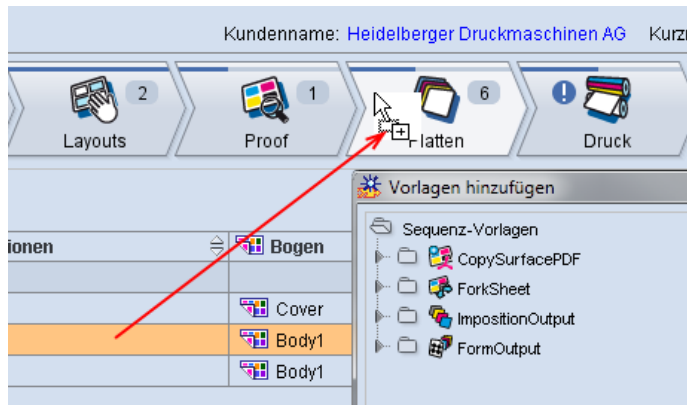 Kundenname: Heidelberger Druckmaschinen AG Kurz
2 1 6
Layouts Proof Platten Druck
Vorlagen hinzufügen
Sequenz-Vorlagen
ionen Bogen
CopySurfacePDF
ForkSheet
Cover
ImpositionOutput
Body1
FormOutput
Body1